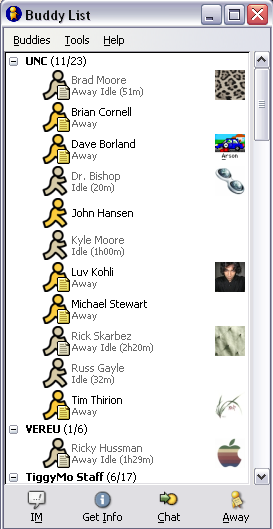 Buddy List
Buddies Tools Help
UNC (11/23)
Brad Moore
Away Idle (51m)
Brian Cornell
Away
Dave Borland
Away
Arson
Dr. Bishop
Idle (20m)
John Hansen
Kyle Moore
Idle (1h00m)
Luv Kohli
Away
Michael Stewart
Away
Rick Skarbez
Away Idle (2h20m)
Russ Gayle
Idle (32m)
Tim Thirion
Away
VEREU (1/6)
Ricky Hussman
Away Idle (1h29m)
TiggyMo Staff (6/17)
IM Get Info Chat Away